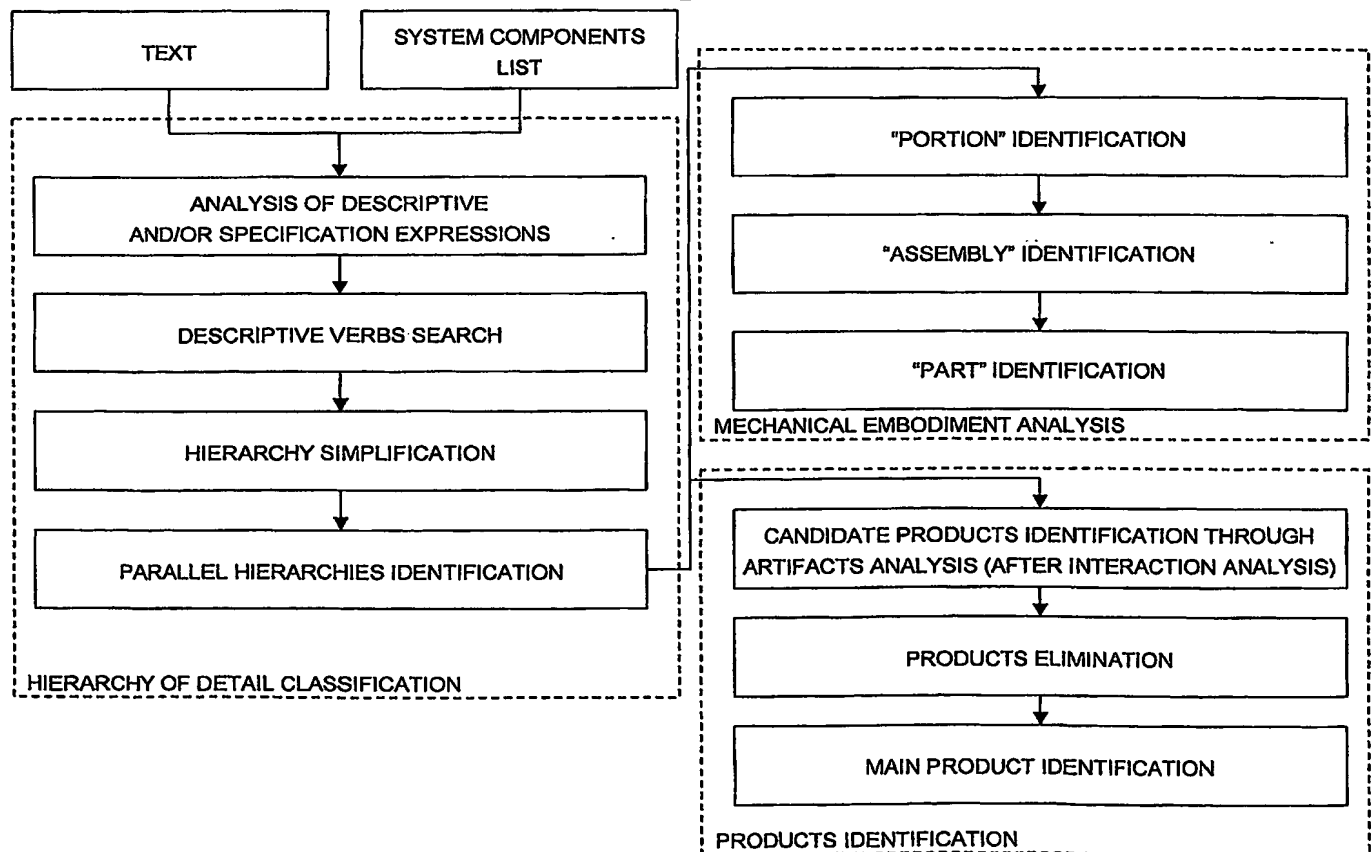 TEXT
SYSTEM COMPONENTS
LIST
ANALYSIS OF DESCRIPTIVE
AND/OR SPECIFICATION EXPRESSIONS
DESCRIPTIVE VERBS SEARCH
HIERARCHY SIMPLIFICATION
PARALLEL HIERARCHIES IDENTIFICATION
HIERARCHY OF DETAIL CLASSIFICATION
"PORTION" IDENTIFICATION
"ASSEMBLY" IDENTIFICATION
"PART" IDENTIFICATION
MECHANICAL EMBODIMENT ANALYSIS
CANDIDATE PRODUCTS IDENTIFICATION THROUGH
ARTIFACTS ANALYSIS (AFTER INTERACTION ANALYSIS)
PRODUCTS ELIMINATION
MAIN PRODUCT IDENTIFICATION
PRODUCTS IDENTIFICATION